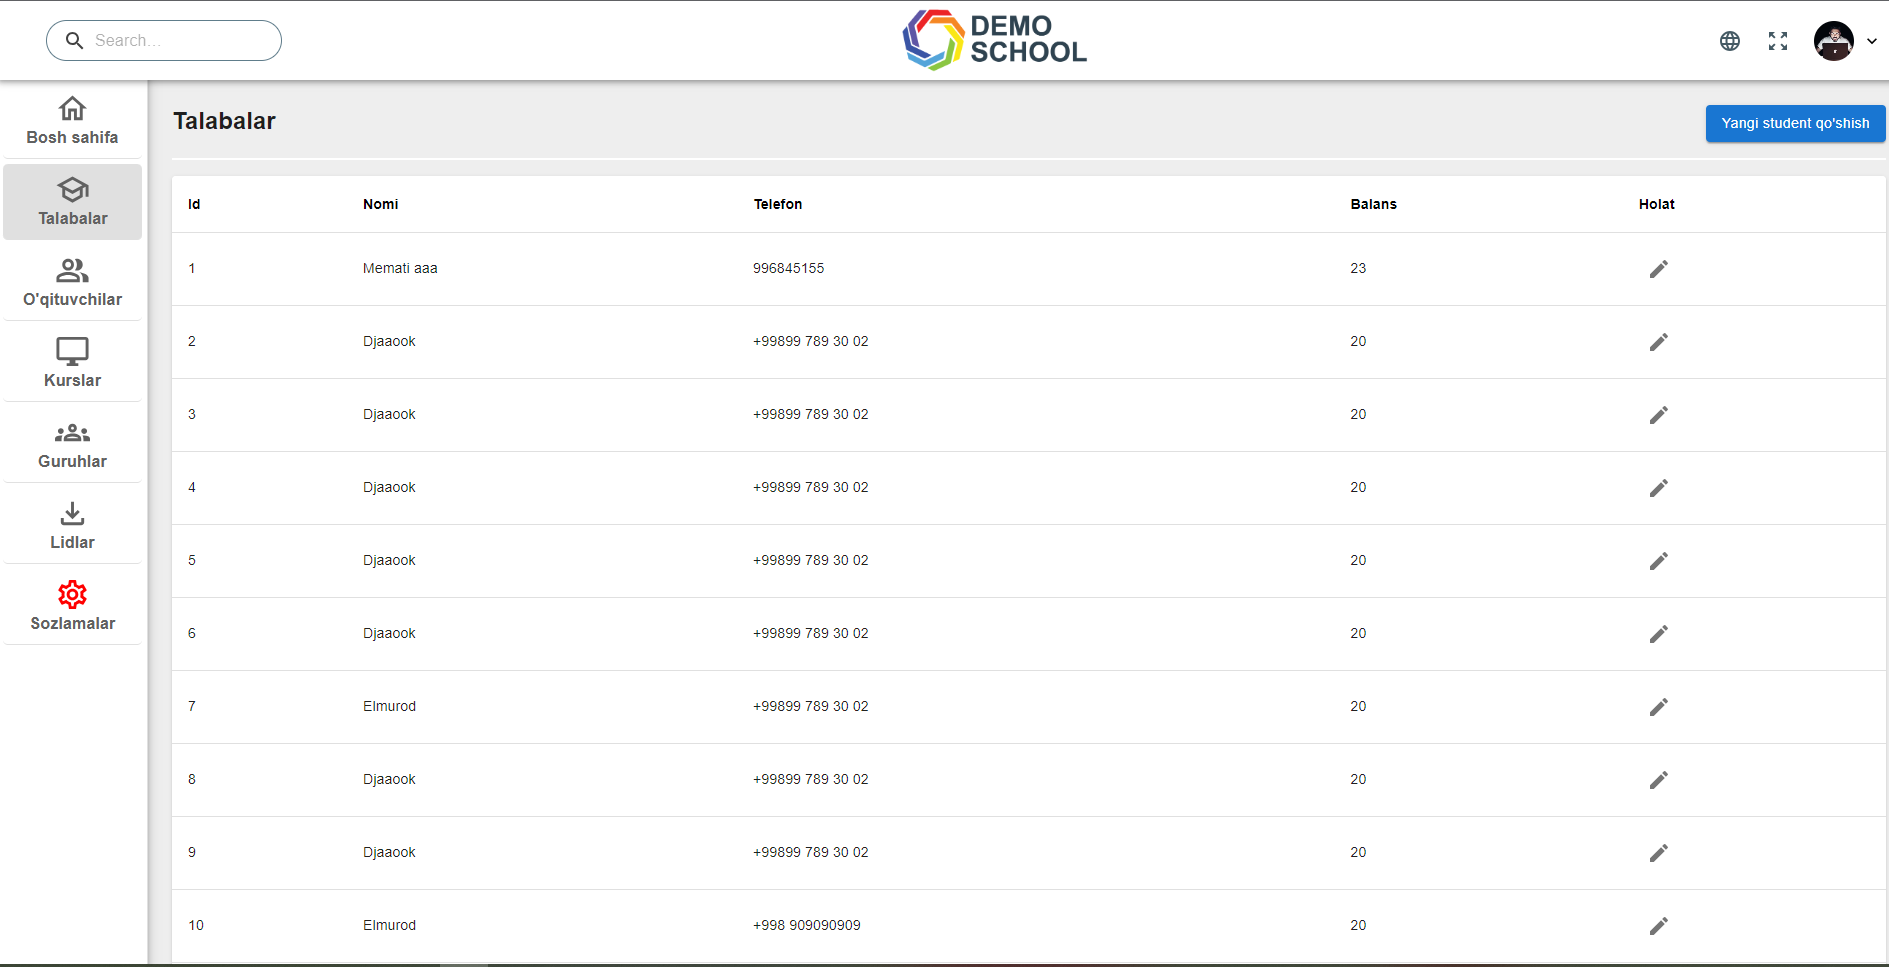 Search...
DEMO
SCHOOL
Bosh sahifa
Talabalar
O'qituvchilar
Kurslar
Guruhlar
Lidlar
Sozlamalar
Talabalar
Yangi student qo'shish
Id Nomi Telefon Balans Holat
1 Memati aaa 996845155 23
2 Djaaook +99899 789 30 02 20
3 Djaaook +99899 789 30 02 20
4 Djaaook +99899 789 30 02 20
5 Djaaook +99899 789 30 02 20
6 Djaaook +99899 789 30 02 20
7 Elmurod +99899 789 30 02 20
8 Djaaook +99899 789 30 02 20
9 Djaaook +99899 789 30 02 20
10 Elmurod +998 909090909 20